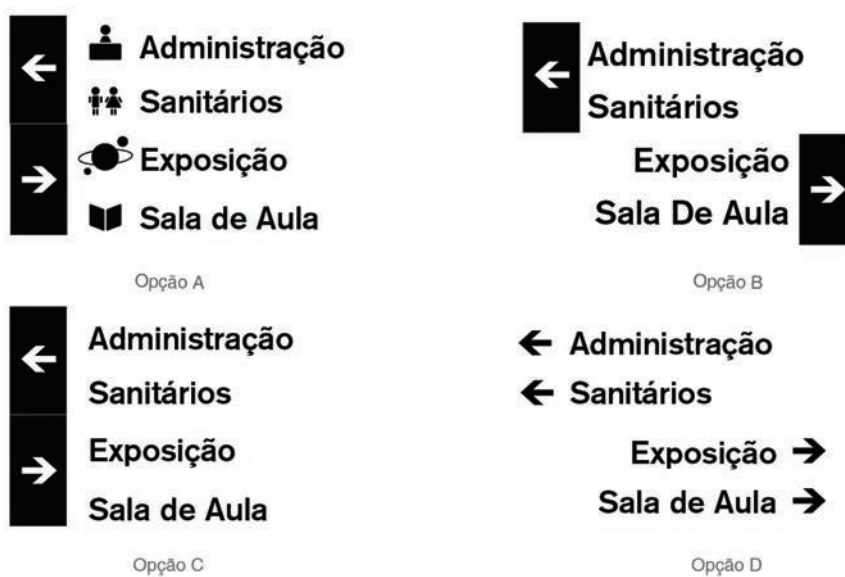 Administração
Sanitários
Exposição
Sala de Aula
Opção A
Administração
Sanitários
Exposição
Sala De Aula
Opção B
Administração
Sanitários
Exposição
Sala de Aula
Opção C
Administração
Sanitários
Exposição
Sala de Aula
Opção D